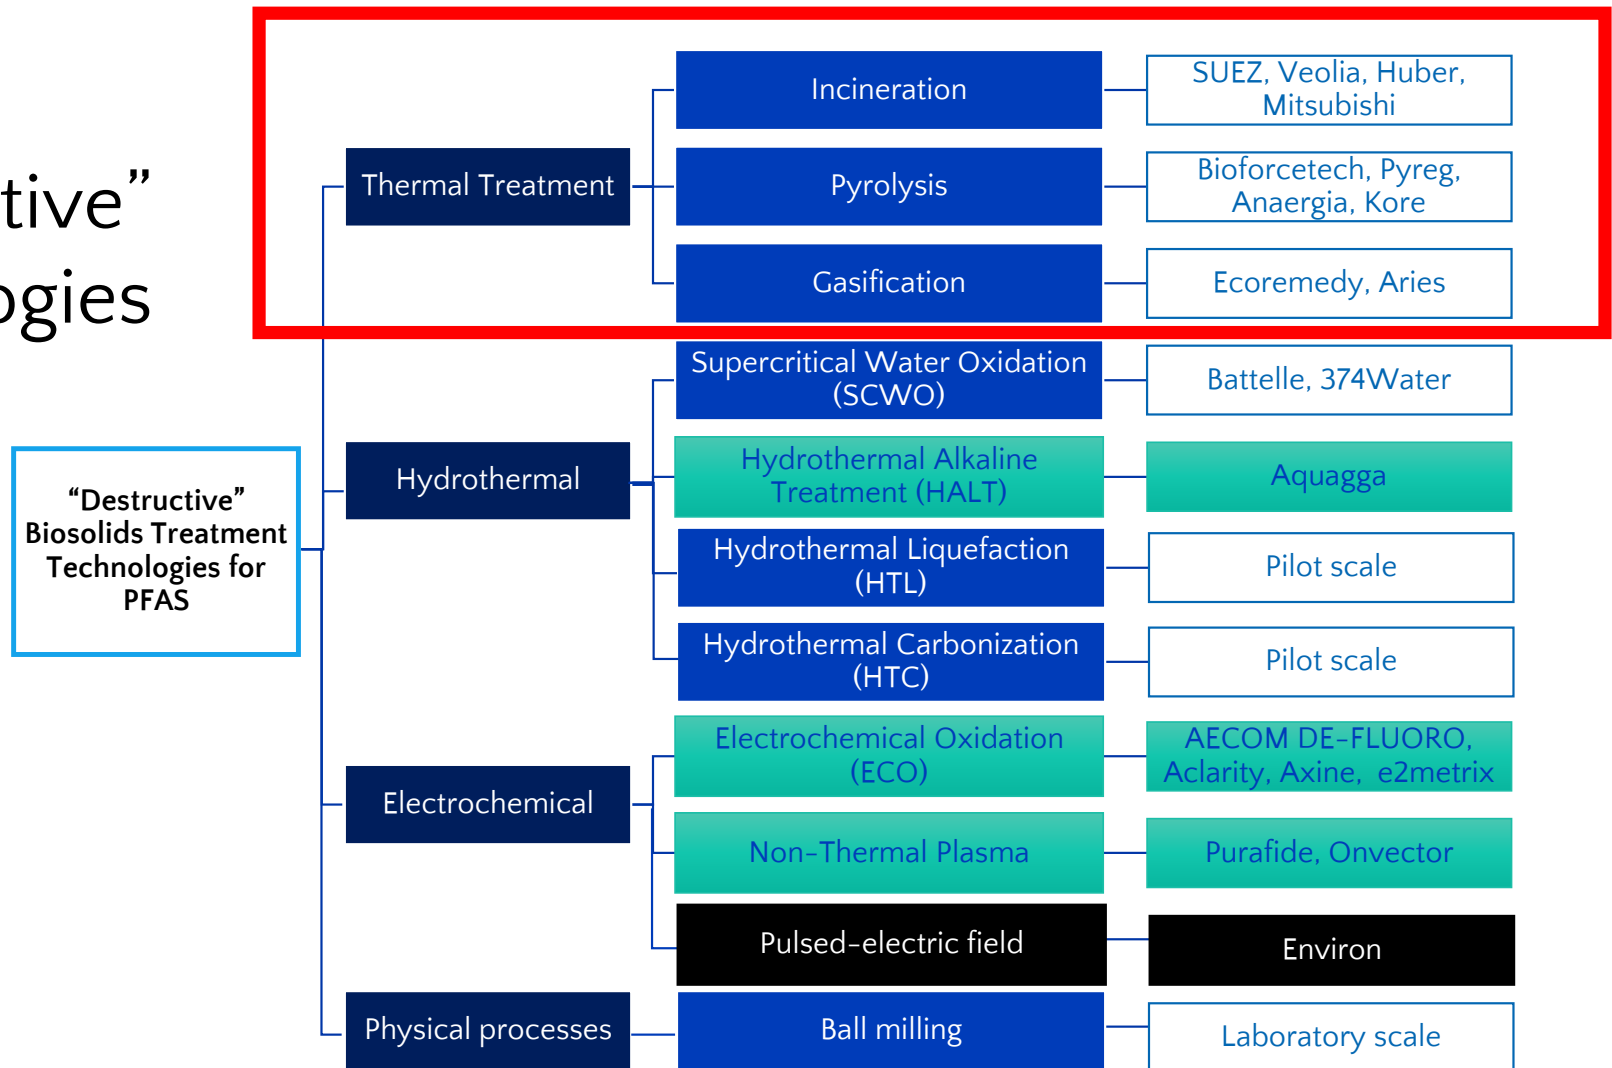 tive”
ogies
“Destructive”
Biosolids Treatment
Technologies for
PFAS
Thermal Treatment
Incineration
SUEZ, Veolia, Huber,
Mitsubishi
Pyrolysis
Bioforcetech, Pyreg,
Anaergia, Kore
Gasification
Ecoremedy, Aries
Hydrothermal
Supercritical Water Oxidation
(SCWO)
Battelle, 374Water
Hydrothermal Alkaline
Treatment (HALT)
Aquagga
Hydrothermal Liquefaction
(HTL)
Pilot scale
Hydrothermal Carbonization
(HTC)
Pilot scale
Electrochemical
Electrochemical Oxidation
(ECO)
AECOM DE-FLUORO,
Aclarity, Axine, e2metrix
Non-Thermal Plasma
Purafide, Onvector
Pulsed-electric field
Environ
Physical processes
Ball milling
Laboratory scale